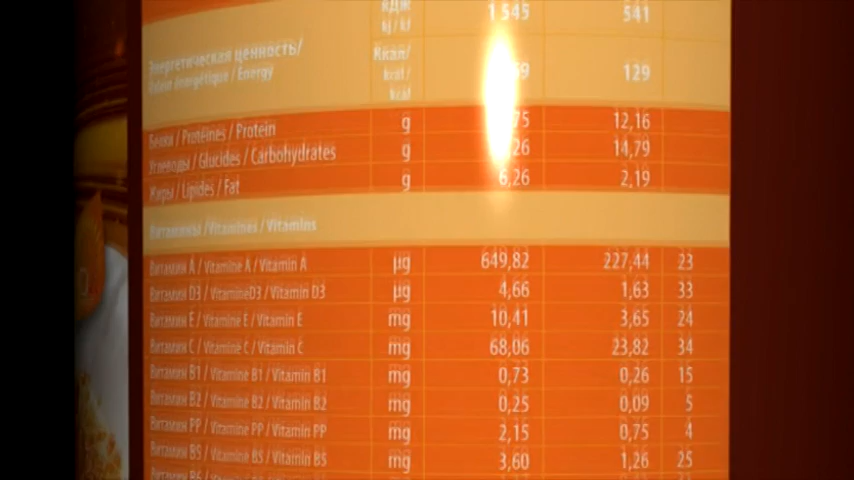 кДж/ 1 545 541
kJ / kJ
Энергетическая ценность/ Ккал/
Valeur énergétique / Energy kcal/ 129
kcal
Белки / Protéines / Protein g 12,16
Углеводы / Glucides / Carbohydrates g 14,79
Жиры / Lipides / Fat g 6,26 2,19
Витамины /Vitamines / Vitamins
Витамин А / Vitamine A / Vitamin A µg 649,82 227,44 23
Витамин D3 / VitamineD3 / Vitamin D3 µg 4,66 1,63 33
Витамин Е / Vitamine E / Vitamin E mg 10,41 3,65 24
Витамин С / Vitamine C / Vitamin C mg 68,06 23,82 34
Витамин B1 / Vitamine B1 / Vitamin B1 mg 0,73 0,26 15
Витамин B2 / Vitamine B2 / Vitamin B2 mg 0,25 0,09 5
Витамин PP / Vitamine PP / Vitamin PP mg 2,15 0,75 4
Витамин B5 / Vitamine B5 / Vitamin B5 mg 3,60 1,26 25